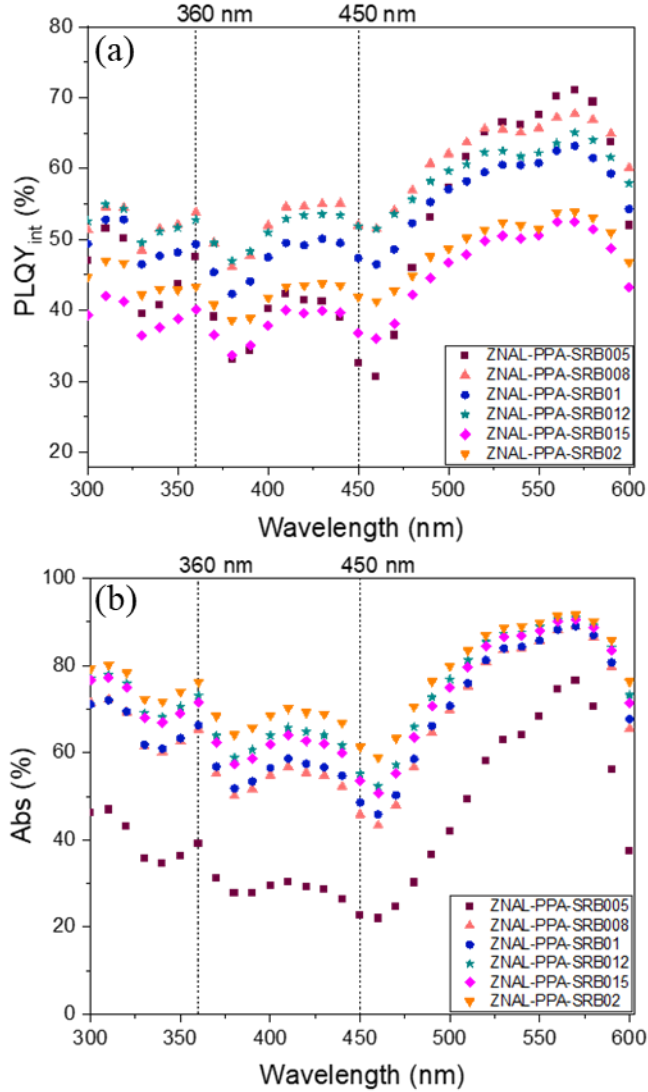 360 nm 450 nm
(a)
80
70
60
50
40
30
20
PLQY int (%)
ZNAL-PPA-SRB005
ZNAL-PPA-SRB008
ZNAL-PPA-SRB01
ZNAL-PPA-SRB012
ZNAL-PPA-SRB015
ZNAL-PPA-SRB02
300 350 400 450 500 550 600
Wavelength (nm)
360 nm 450 nm
(b)
100
80
60
40
20
0
Abs (%)
ZNAL-PPA-SRB005
ZNAL-PPA-SRB008
ZNAL-PPA-SRB01
ZNAL-PPA-SRB012
ZNAL-PPA-SRB015
ZNAL-PPA-SRB02
300 350 400 450 500 550 600
Wavelength (nm)